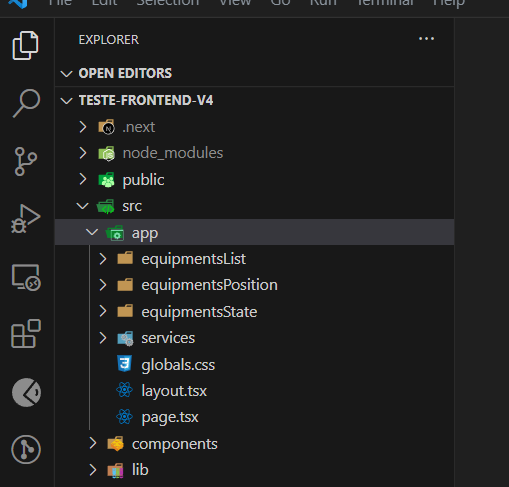 File Edit Selection View Go Run Terminal Help
EXPLORER
OPEN EDITORS
TESTE-FRONTEND-V4
.next
node_modules
public
src
app
equipmentsList
equipmentsPosition
equipmentsState
services
globals.css
layout.tsx
page.tsx
components
lib